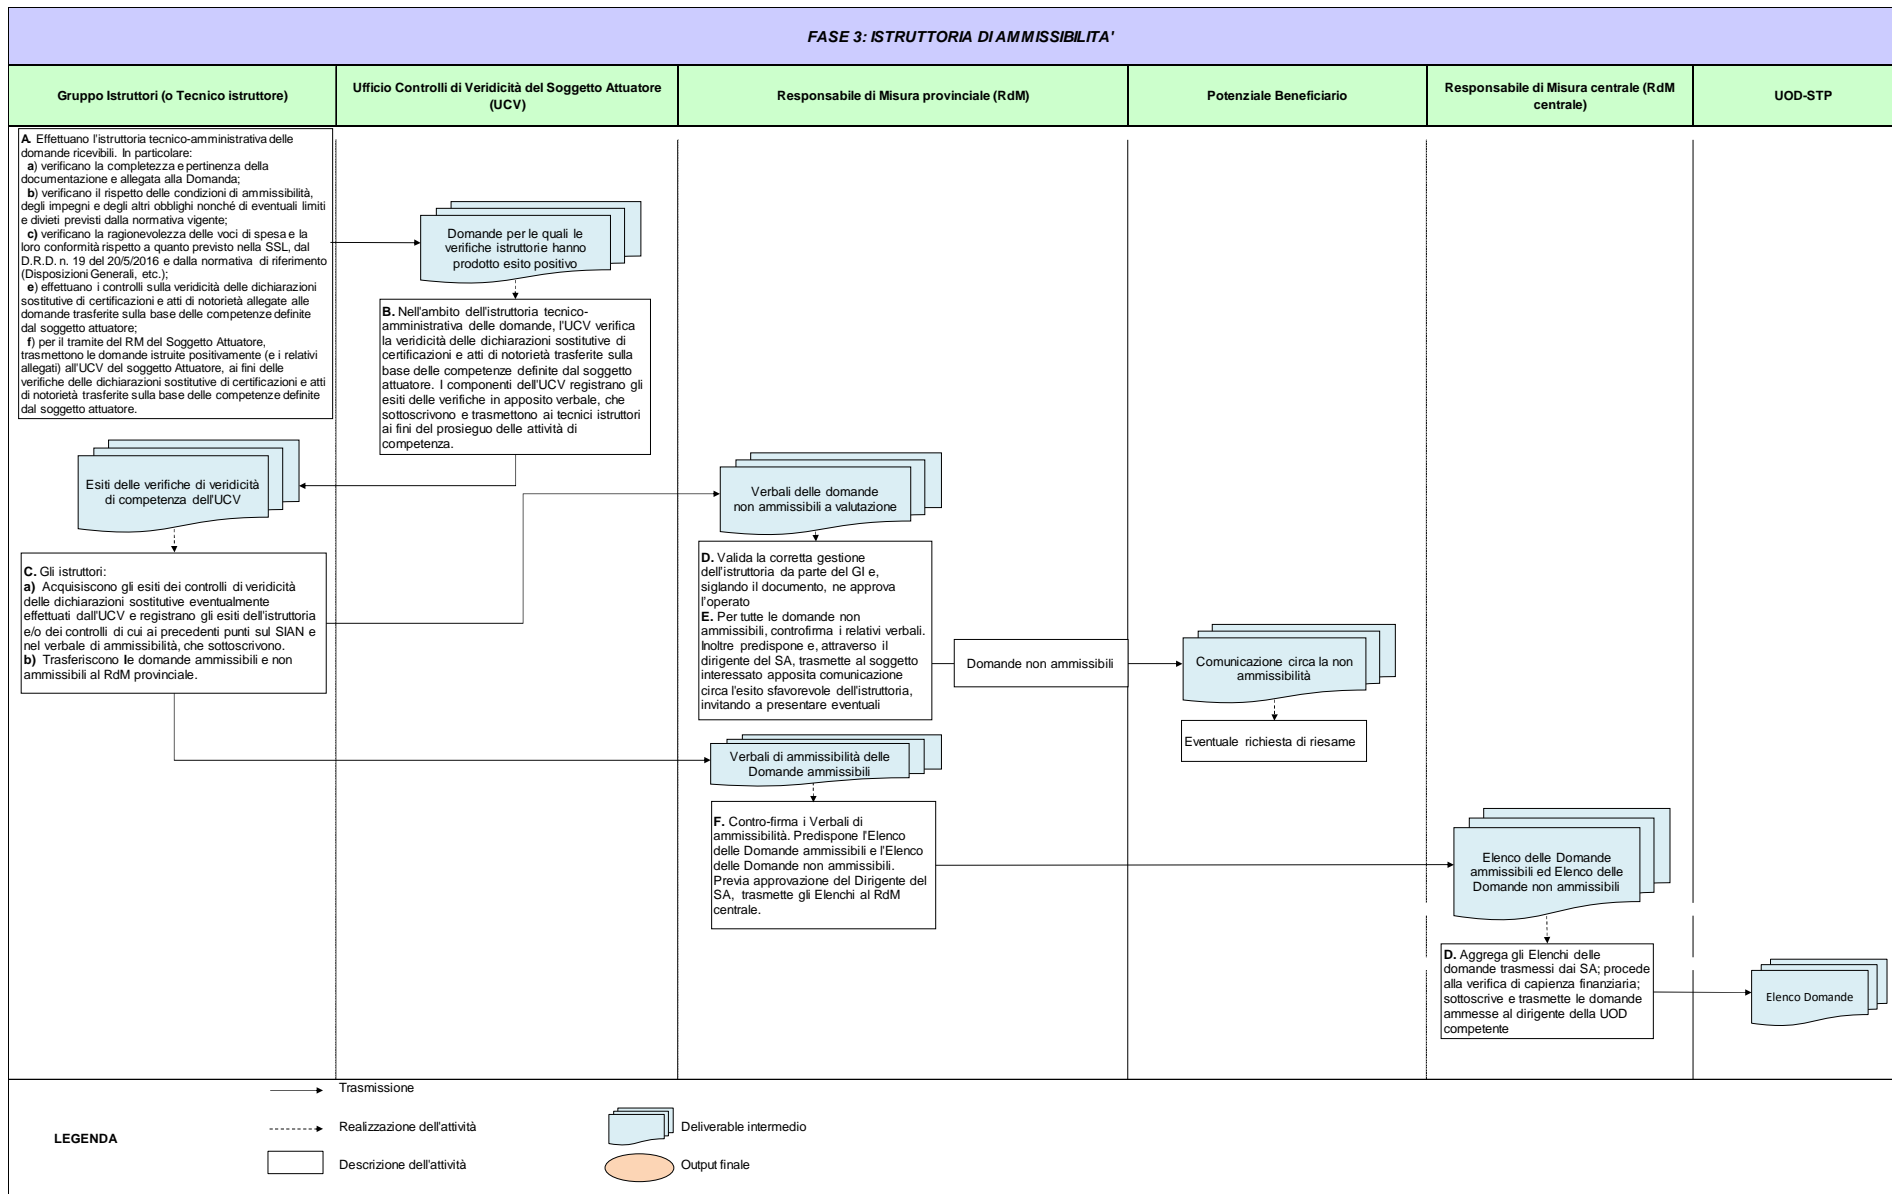 FASE 3: ISTRUTTORIA DI AMMISSIBILITA'
Gruppo Istruttori (o Tecnico istruttore)
Ufficio Controlli di Veridicità del Soggetto Attuatore
(UCV)
Responsabile di Misura provinciale (RdM)
Potenziale Beneficiario
Responsabile di Misura centrale (RdM
centrale)
UOD-STP
A. Effettuano l'istruttoria tecnico-amministrativa delle
domande ricevibili. In particolare:
a) verificano la completezza e pertinenza della
documentazione e allegata alla Domanda;
b) verificano il rispetto delle condizioni di ammissibilità,
degli impegni e degli altri obblighi nonché di eventuali limiti
e divieti previsti dalla normativa vigente;
c) verificano la ragionevolezza delle voci di spesa e la
loro conformità rispetto a quanto previsto nella SSL, dal
D.R.D. n. 19 del 20/5/2016 e dalla normativa di riferimento
(Disposizioni Generali, etc.);
e) effettuano i controlli sulla veridicità delle dichiarazioni
sostitutive di certificazioni e atti di notorietà allegate alle
domande trasferite sulla base delle competenze definite
dal soggetto attuatore;
f) per il tramite del RM del Soggetto Attuatore,
trasmettono le domande istruite positivamente (e i relativi
allegati) all'UCV del soggetto Attuatore, ai fini delle
verifiche delle dichiarazioni sostitutive di certificazioni e atti
di notorietà trasferite sulla base delle competenze definite
dal soggetto attuatore.
Domande per le quali le
verifiche istruttorie hanno
prodotto esito positivo
B. Nell'ambito dell'istruttoria tecnico-
amministrativa delle domande, l'UCV verifica
la veridicità delle dichiarazioni sostitutive di
certificazioni e atti di notorietà trasferite sulla
base delle competenze definite dal soggetto
attuatore. I componenti dell'UCV registrano gli
esiti delle verifiche in apposito verbale, che
sottoscrivono e trasmettono ai tecnici istruttori
ai fini del prosieguo delle attività di
competenza.
Esiti delle verifiche di veridicità
di competenza dell'UCV
Verbali delle domande
non ammissibili a valutazione
C. Gli istruttori:
a) Acquisiscono gli esiti dei controlli di veridicità
delle dichiarazioni sostitutive eventualmente
effettuati dall'UCV e registrano gli esiti dell'istruttoria
e/o dei controlli di cui ai precedenti punti sul SIAN e
nel verbale di ammissibilità, che sottoscrivono.
b) Trasferiscono le domande ammissibili e non
ammissibili al RdM provinciale.
D. Valida la corretta gestione
dell'istruttoria da parte del GI e,
siglando il documento, ne approva
l'operato
E. Per tutte le domande non
ammissibili, controfirma i relativi verbali.
Inoltre predispone e, attraverso il
dirigente del SA, trasmette al soggetto
interessato apposita comunicazione
circa l'esito sfavorevole dell'istruttoria,
invitando a presentare eventuali
Domande non ammissibili
Comunicazione circa la non
ammissibilità
Eventuale richiesta di riesame
Verbali di ammissibilità delle
Domande ammissibili
F. Contro-firma i Verbali di
ammissibilità. Predispone l'Elenco
delle Domande ammissibili e l'Elenco
delle Domande non ammissibili.
Previa approvazione del Dirigente del
SA, trasmette gli Elenchi al RdM
centrale.
Elenco delle Domande
ammissibili ed Elenco delle
Domande non ammissibili
D. Aggrega gli Elenchi delle
domande trasmessi dai SA; procede
alla verifica di capienza finanziaria;
sottoscrive e trasmette le domande
ammesse al dirigente della UOD
competente
Elenco Domande
LEGENDA
Trasmissione
Realizzazione dell'attività
Descrizione dell'attività
Deliverable intermedio
Output finale